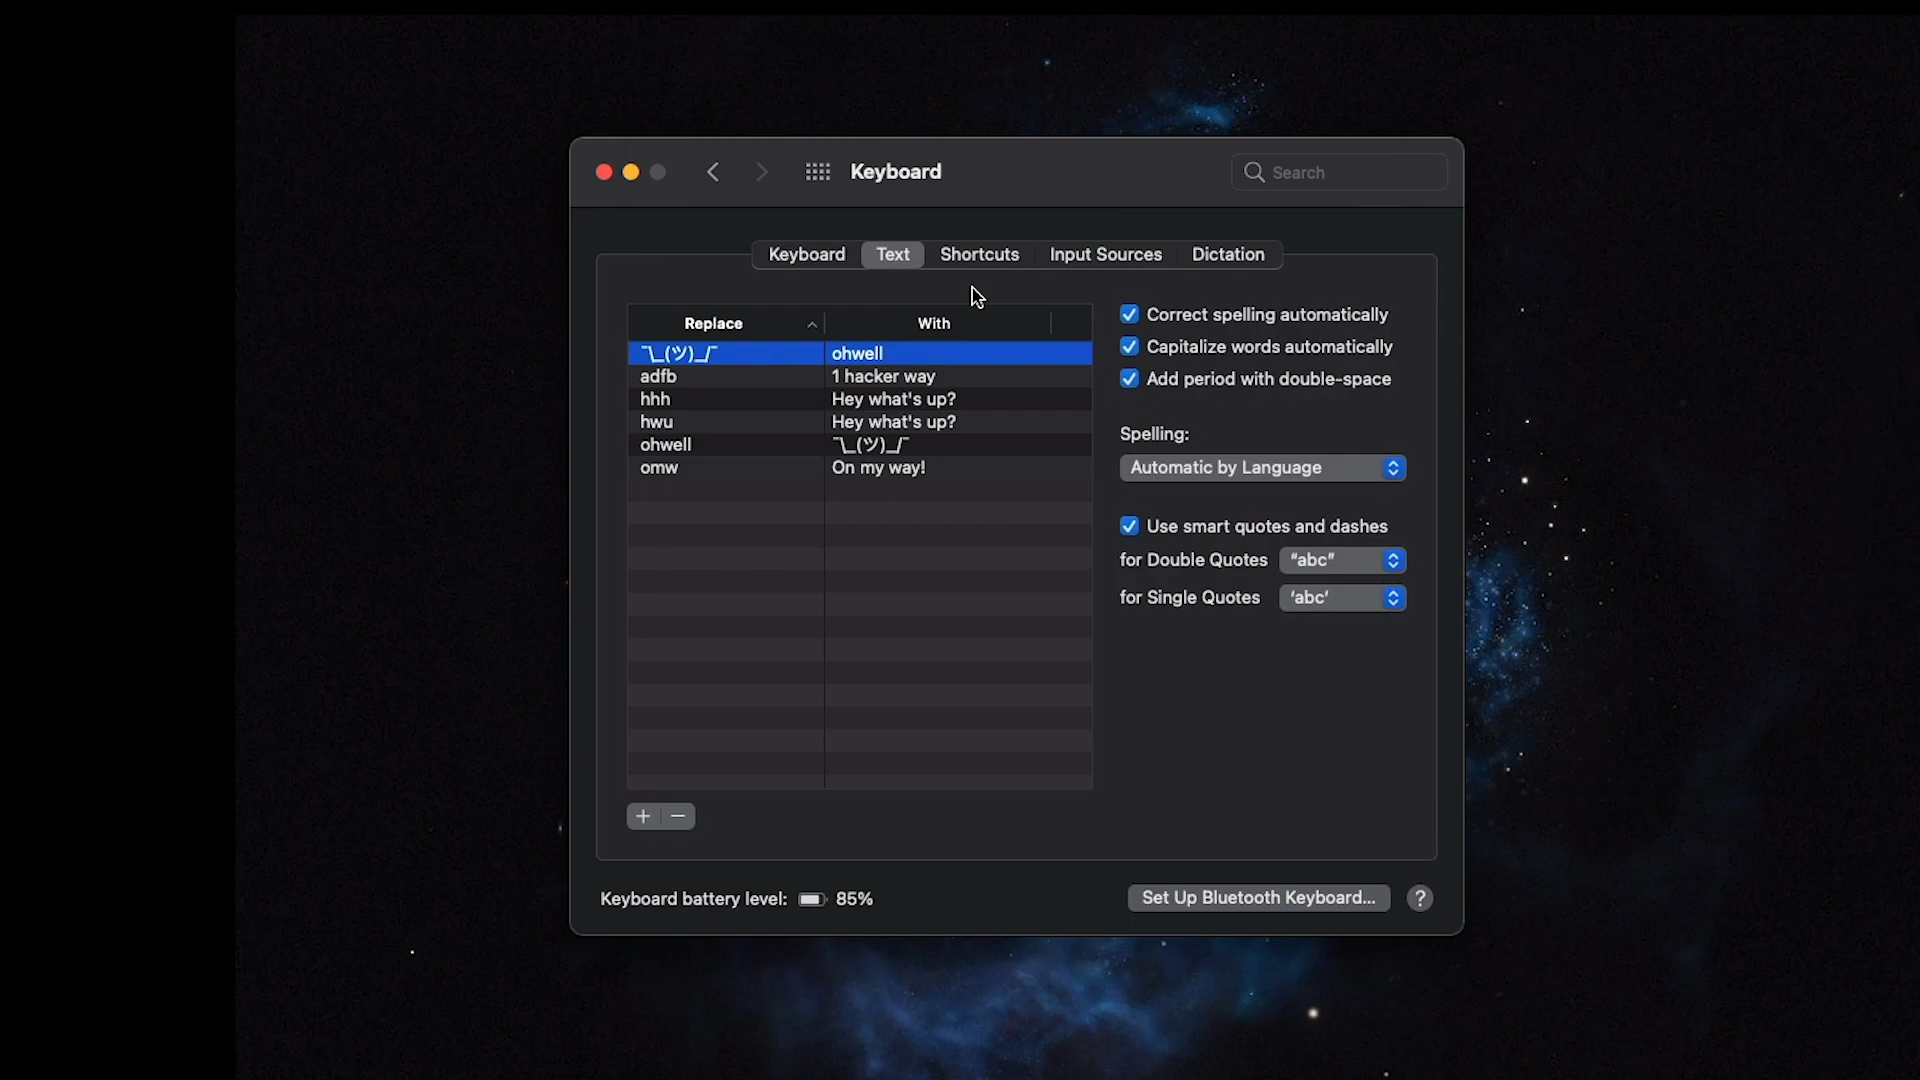 Keyboard
Search
Keyboard Text Shortcuts Input Sources Dictation
Replace With
¯\_(ツ)_/¯ ohwell
adfb 1 hacker way
hhh Hey what's up?
hwu Hey what's up?
ohwell ¯\_(ツ)_/¯
omw On my way!
+ −
Correct spelling automatically
Capitalize words automatically
Add period with double-space
Spelling:
Automatic by Language
Use smart quotes and dashes
for Double Quotes “abc”
for Single Quotes ‘abc’
Keyboard battery level: 85%
Set Up Bluetooth Keyboard... ?